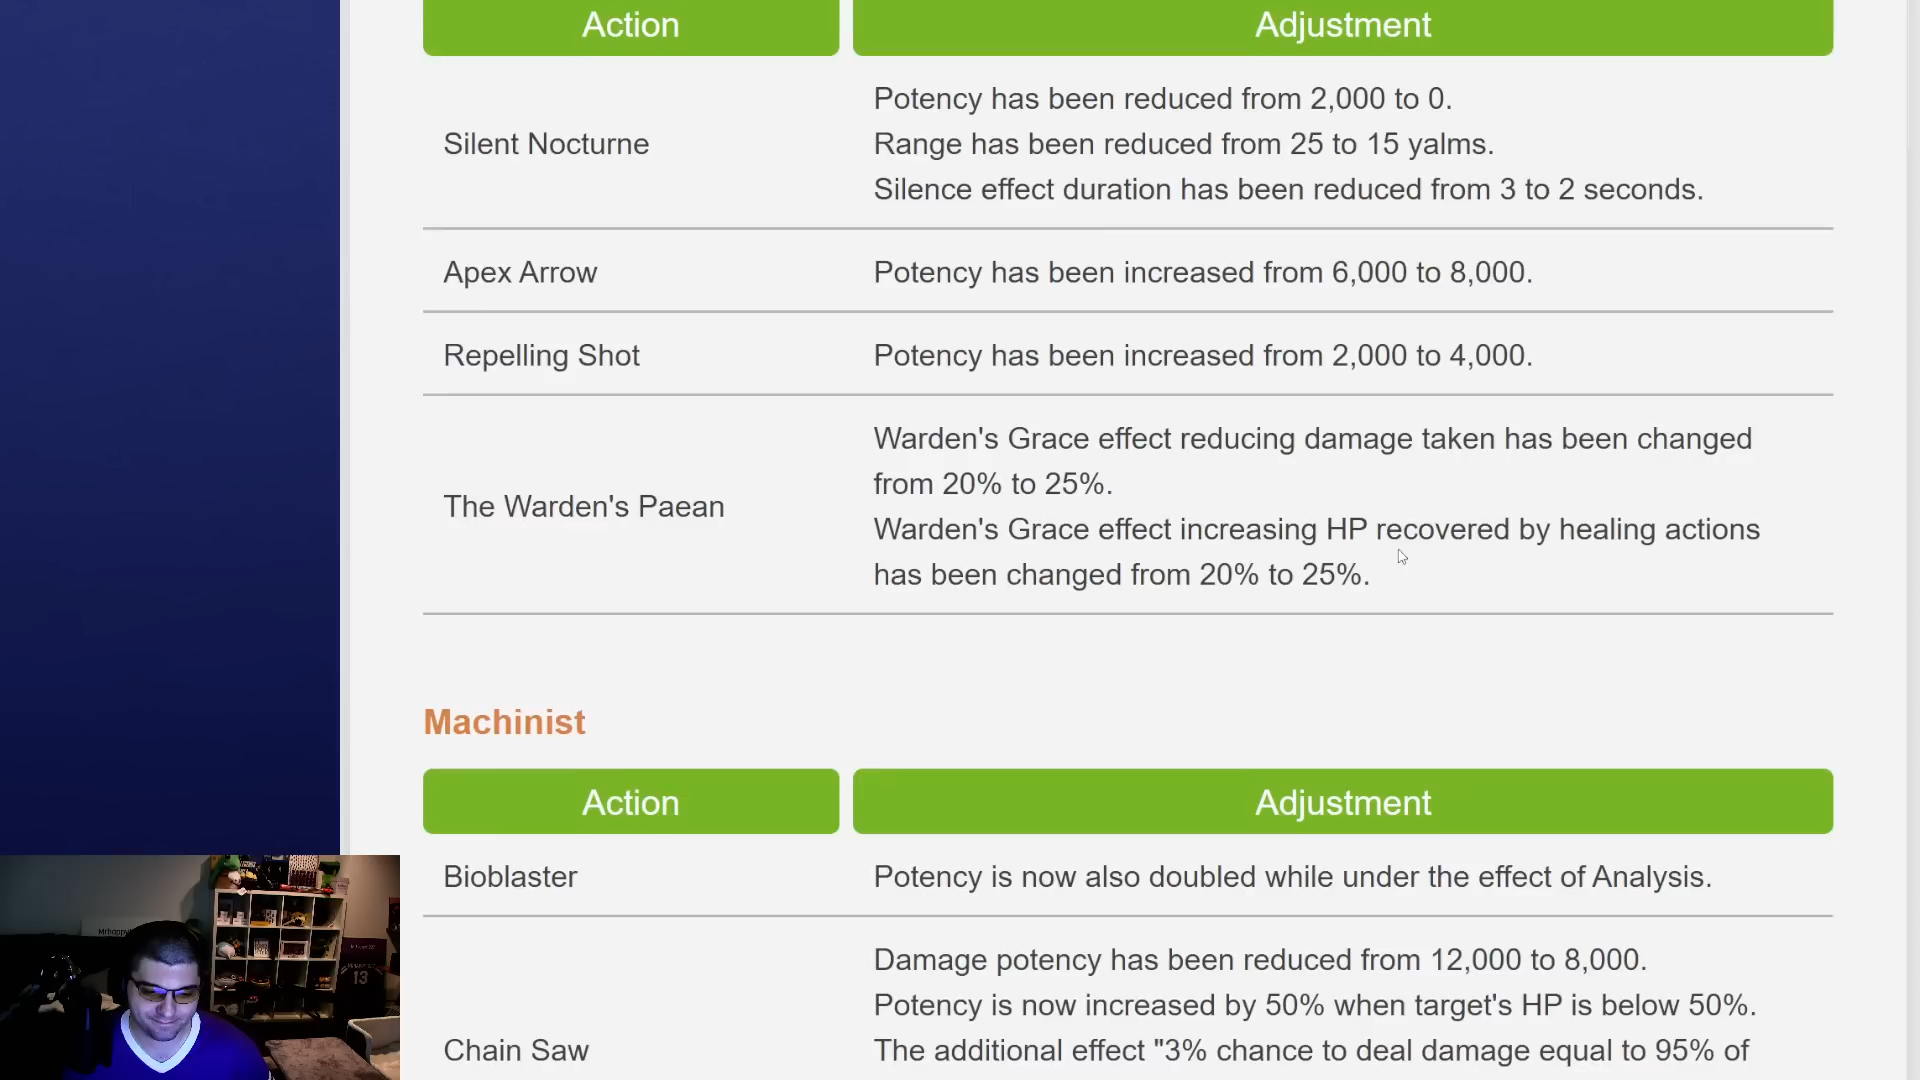 Action
Adjustment
Silent Nocturne
Potency has been reduced from 2,000 to 0.
Range has been reduced from 25 to 15 yalms.
Silence effect duration has been reduced from 3 to 2 seconds.
Apex Arrow
Potency has been increased from 6,000 to 8,000.
Repelling Shot
Potency has been increased from 2,000 to 4,000.
The Warden's Paean
Warden's Grace effect reducing damage taken has been changed
from 20% to 25%.
Warden's Grace effect increasing HP recovered by healing actions
has been changed from 20% to 25%.
Machinist
Action
Adjustment
Bioblaster
Potency is now also doubled while under the effect of Analysis.
Chain Saw
Damage potency has been reduced from 12,000 to 8,000.
Potency is now increased by 50% when target's HP is below 50%.
The additional effect "3% chance to deal damage equal to 95% of
13